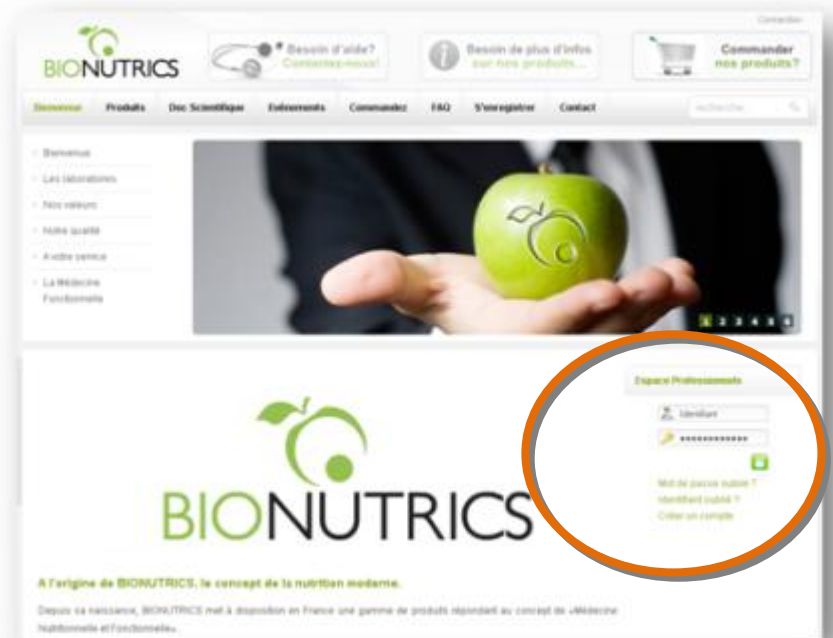 Connection
BIONUTRICS
Besoin d'aide?
Contactez-nous!
Besoin de plus d'infos
sur nos produits...
Commander
nos produits?
Bienvenue Produits Doc Scientifique Evénements Commandez FAQ S'enregistrer Contact
recherche
Bienvenue
Les laboratoires
Nos valeurs
Notre qualité
A votre service
La Médecine
Fonctionnelle
1 2 3 4 5 6
Espace Professionnels
Identifiant
Mot de passe oublié ?
Identifiant oublié ?
Créer un compte
BIONUTRICS
A l'origine de BIONUTRICS, le concept de la nutrition moderne.
Depuis sa naissance, BIONUTRICS met à disposition en France une gamme de produits répondant au concept de «Médecine
Nutritionnelle et Fonctionnelle».